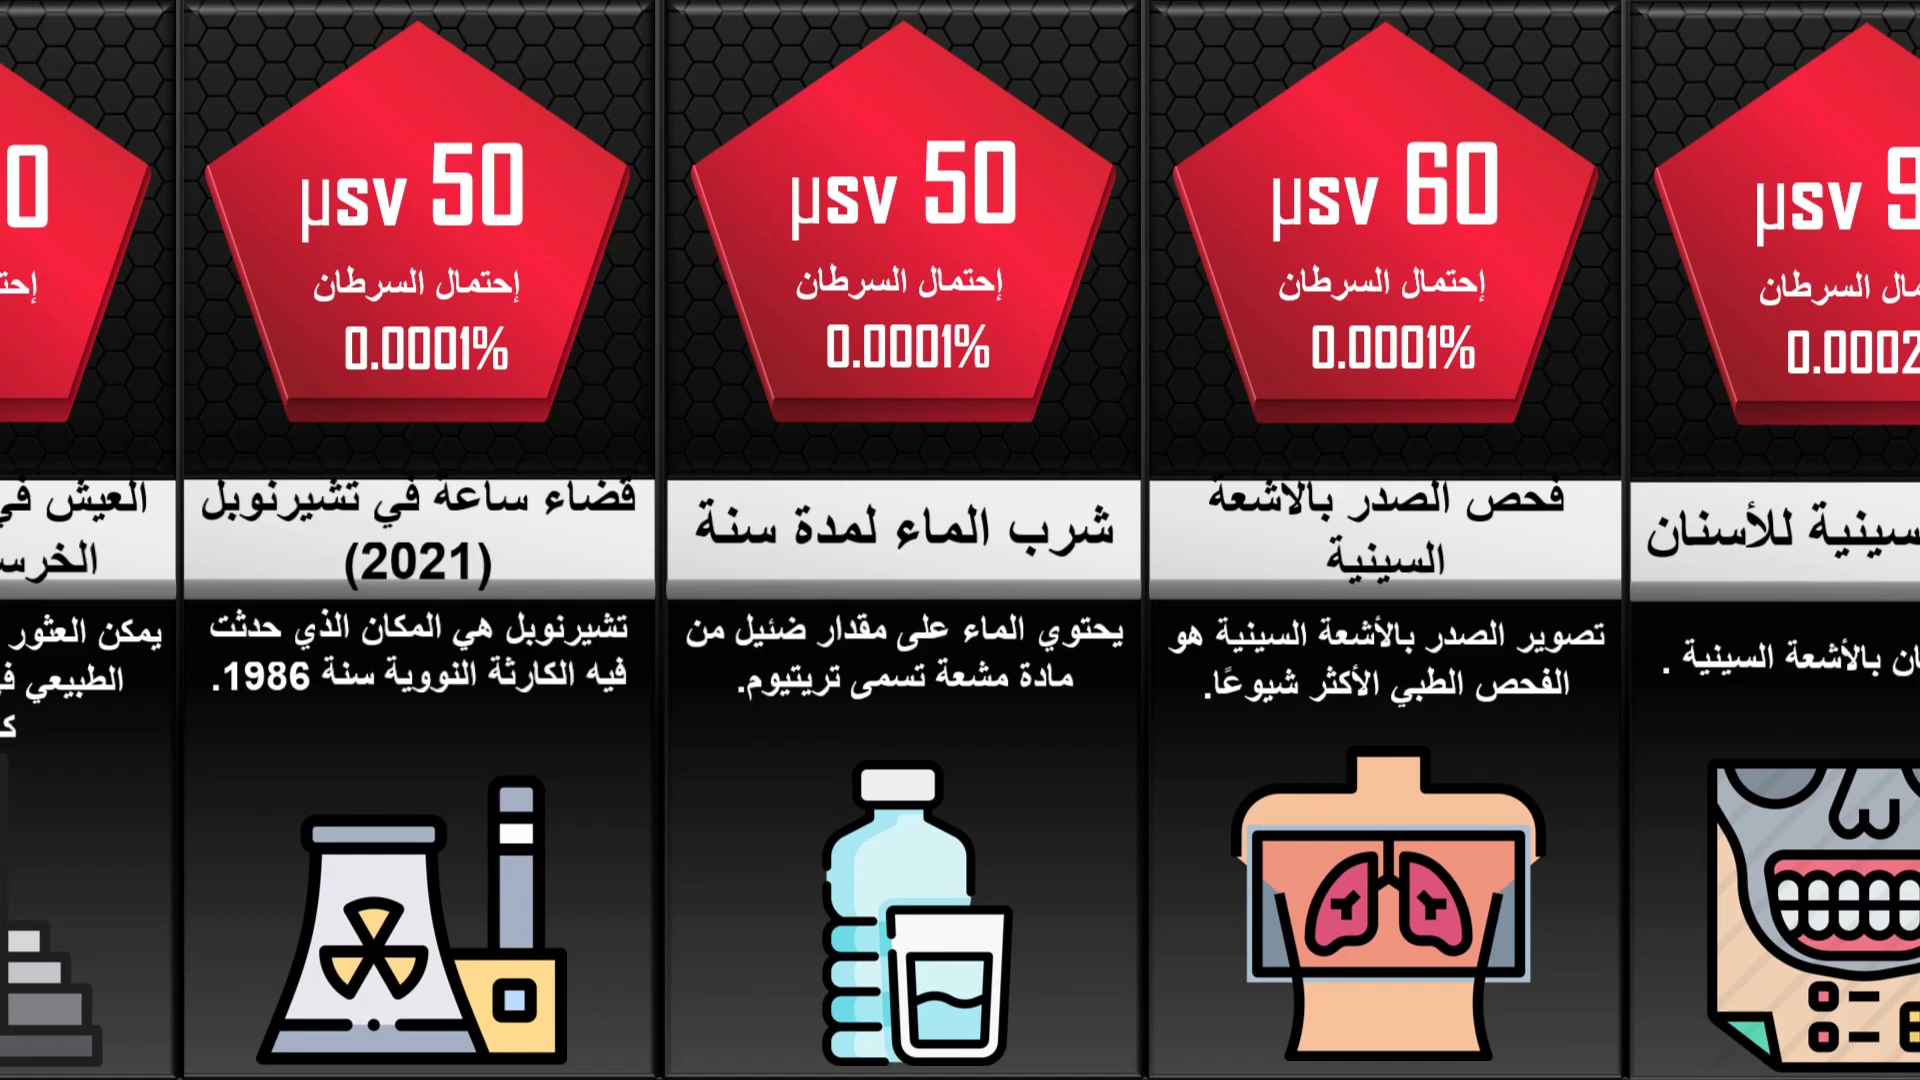 µsv 50
إحتمال السرطان
0.0001%
قضاء ساعة في تشيرنوبل
(2021)
تشيرنوبل هي المكان الذي حدثت
فيه الكارثة النووية سنة 1986.
µsv 50
إحتمال السرطان
0.0001%
شرب الماء لمدة سنة
يحتوي الماء على مقدار ضئيل من
مادة مشعة تسمى تريتيوم.
µsv 60
إحتمال السرطان
0.0001%
فحص الصدر بالاشعة
السينية
تصوير الصدر بالأشعة السينية هو
الفحص الطبي الأكثر شيوعًا.
µsv
السرطان
0.0002
سينية للأسنان
بالأشعة السينية .
0
العيش في
يمكن العثور
الطبيعي